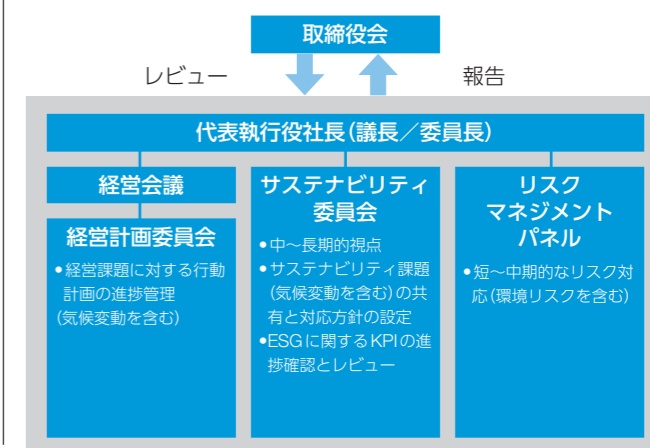 取締役会
レビュー
報告
代表執行役社長(議長/委員長)
経営会議
経営計画委員会
●経営課題に対する行動
計画の進捗管理
(気候変動を含む)
サステナビリティ
委員会
●中〜長期的視点
●サステナビリティ課題
(気候変動を含む)の共
有と対応方針の設定
●ESGに関するKPIの進
捗確認とレビュー
リスク
マネジメント
パネル
●短〜中期的なリスク対
応(環境リスクを含む)